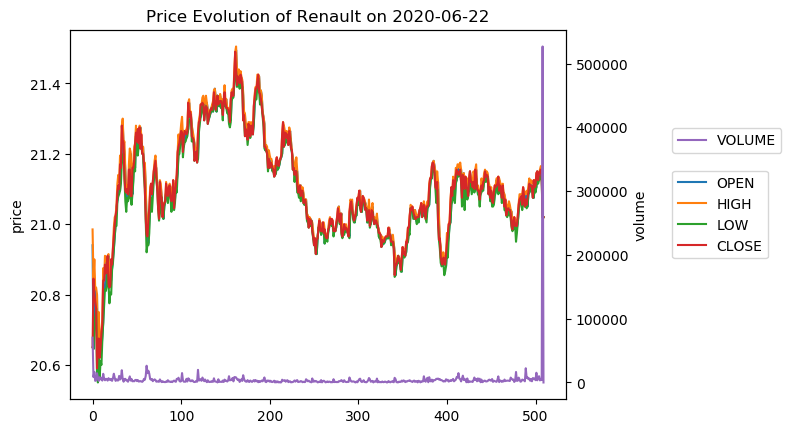 Price Evolution of Renault on 2020-06-22
price
21.4
21.2
21.0
20.8
20.6
0
100
200
300
400
500
500000
400000
300000
200000
100000
0
volume
VOLUME
OPEN
HIGH
LOW
CLOSE